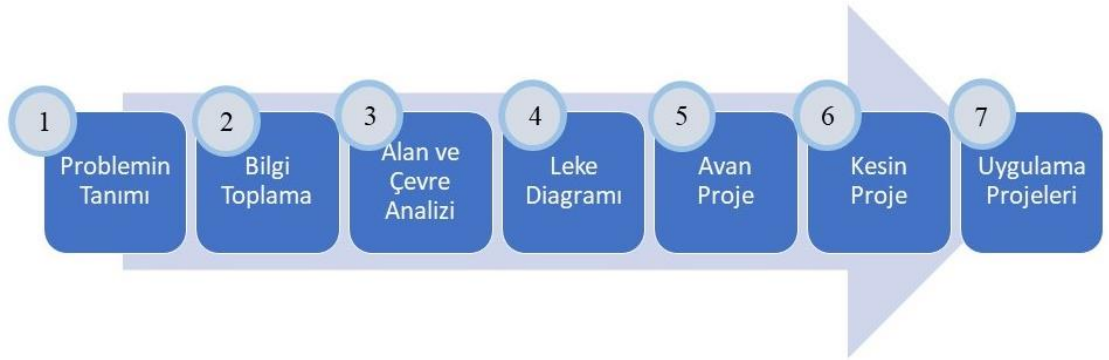 1
Problemin
Tanımı
2
Bilgi
Toplama
3
Alan ve
Çevre
Analizi
4
Leke
Diagramı
5
Avan
Proje
6
Kesin
Proje
7
Uygulama
Projeleri